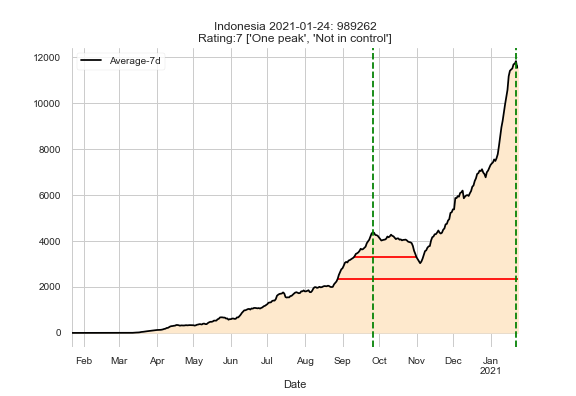 Indonesia 2021-01-24: 989262
Rating:7 ['One peak', 'Not in control']
Average-7d
12000
10000
8000
6000
4000
2000
0
Feb Mar Apr May Jun Jul Aug Sep Oct Nov Dec Jan
2021
Date